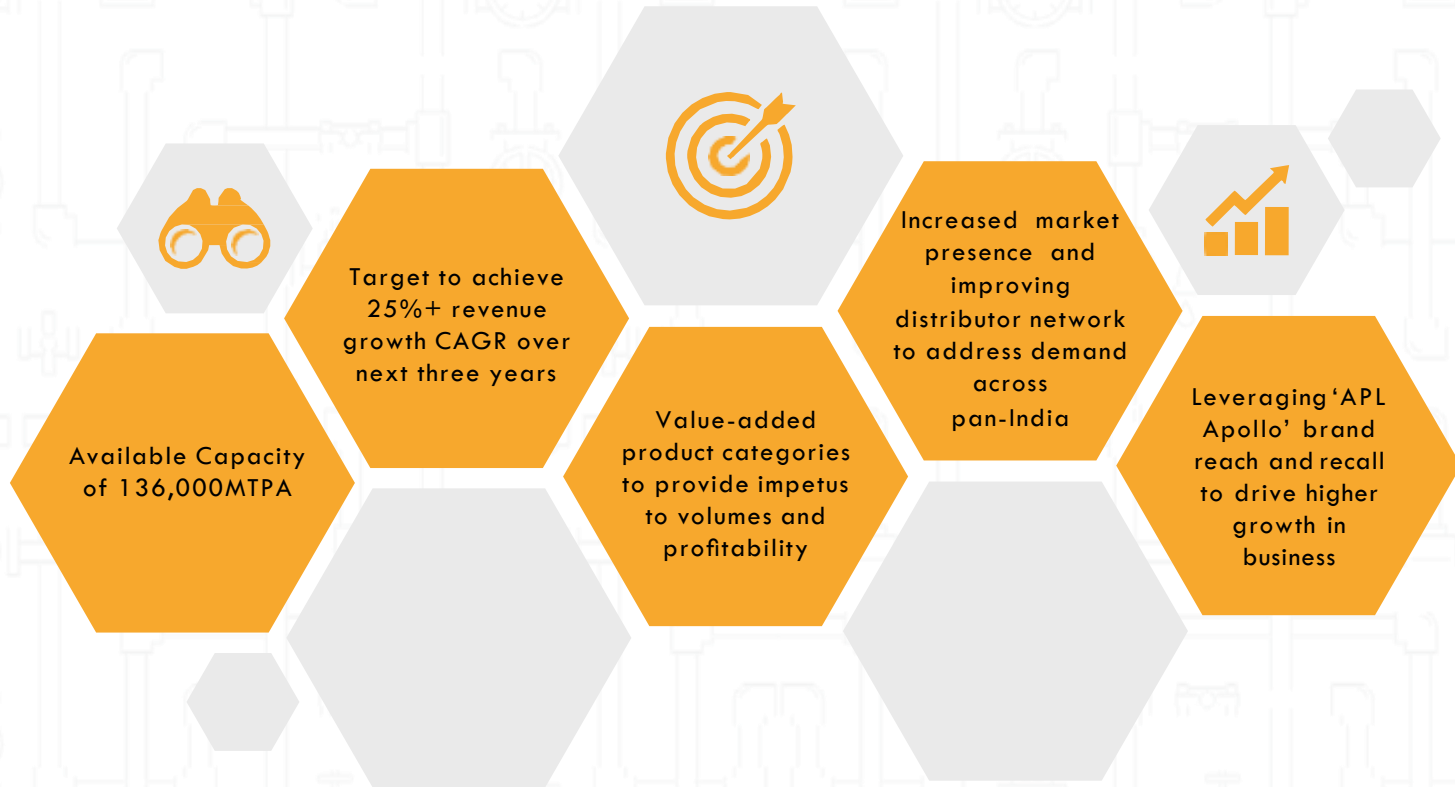 Available Capacity
of 136,000MTPA
Target to achieve
25%+ revenue
growth CAGR over
next three years
Value-added
product categories
to provide impetus
to volumes and
profitability
Increased market
presence and
improving
distributor network
to address demand
across
pan-India
Leveraging ‘APL
Apollo’ brand
reach and recall
to drive higher
growth in
business